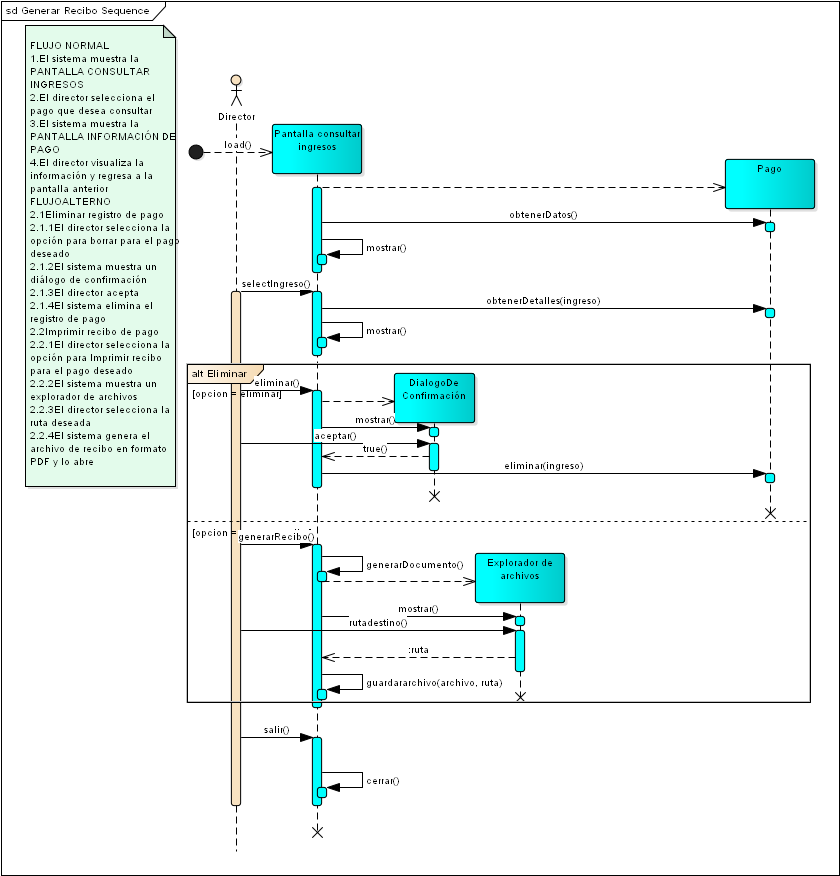 sd Generar Recibo Sequence
FLUJO NORMAL
1.El sistema muestra la
PANTALLA CONSULTAR
INGRESOS
2.El director selecciona el
pago que desea consultar
3.El sistema muestra la
PANTALLA INFORMACIÓN DE
PAGO
4.El director visualiza la
información y regresa a la
pantalla anterior
FLUJOALTERNO
2.1Eliminar registro de pago
2.1.1El director selecciona la
opción para borrar para el pago
deseado
2.1.2El sistema muestra un
diálogo de confirmación
2.1.3El director acepta
2.1.4El sistema elimina el
registro de pago
2.2Imprimir recibo de pago
2.2.1El director selecciona la
opción para Imprimir recibo
para el pago deseado
2.2.2El sistema muestra un
explorador de archivos
2.2.3El director selecciona la
ruta deseada
2.2.4El sistema genera el
archivo de recibo en formato
PDF y lo abre
Director
load()
Pantalla consultar
ingresos
Pago
obtenerDatos()
mostrar()
selectIngreso()
obtenerDetalles(ingreso)
mostrar()
alt Eliminar
eliminar()
[opcion = eliminar]
DialogoDe
Confirmación
mostrar()
aceptar()
true()
eliminar(ingreso)
[opcion =
generarRecibo()
generarDocumento()
Explorador de
archivos
mostrar()
rutadestino()
:ruta
guardararchivo(archivo, ruta)
salir()
cerrar()